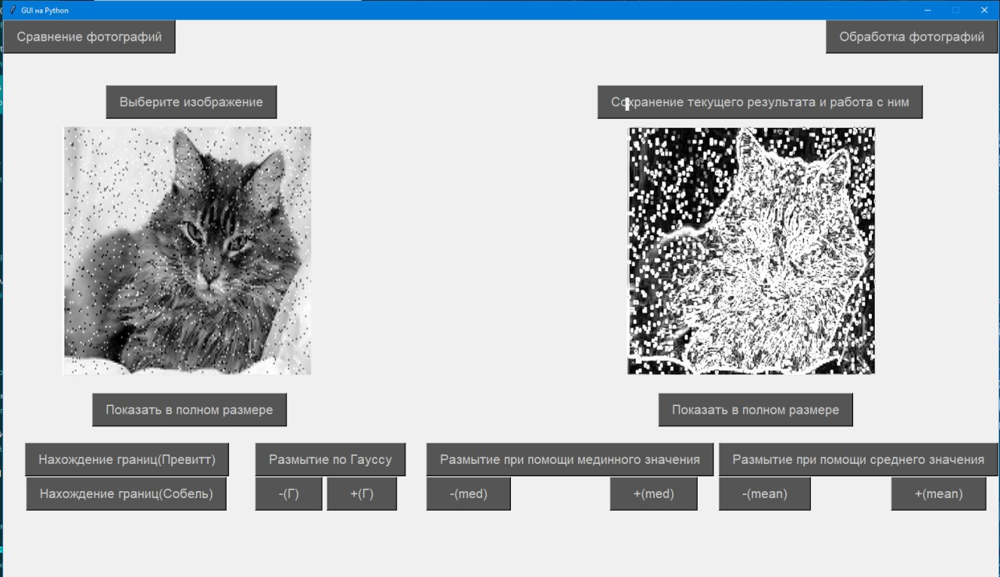 GUI на Python
Сравнение фотографий
Обработка фотографий
Выберите изображение
Сохранение текущего результата и работа с ним
Показать в полном размере
Показать в полном размере
Нахождение границ(Превитт)
Размытие по Гауссу
Размытие при помощи мединного значения
Размытие при помощи среднего значения
Нахождение границ(Собель)
-(Г)
+(Г)
-(med)
+(med)
-(mean)
+(mean)